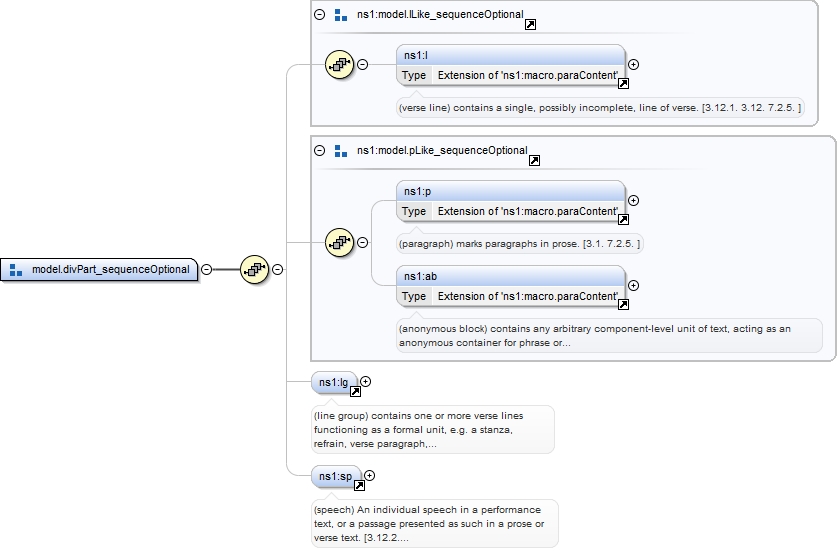 ns1:model.lLike_sequenceOptional
ns1:l
Type Extension of 'ns1:macro.paraContent'
(verse line) contains a single, possibly incomplete, line of verse. [3.12.1. 3.12. 7.2.5. ]
ns1:model.pLike_sequenceOptional
ns1:p
Type Extension of 'ns1:macro.paraContent'
(paragraph) marks paragraphs in prose. [3.1. 7.2.5. ]
model.divPart_sequenceOptional
ns1:ab
Type Extension of 'ns1:macro.paraContent'
(anonymous block) contains any arbitrary component-level unit of text, acting as an
anonymous container for phrase or...
ns1:lg
(line group) contains one or more verse lines
functioning as a formal unit, e.g. a stanza,
refrain, verse paragraph,...
ns1:sp
(speech) An individual speech in a performance
text, or a passage presented as such in a prose or
verse text. [3.12.2....